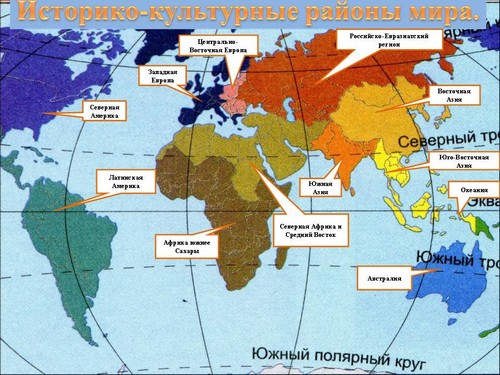 Историко-культурные районы мира.
Центрально-
Восточная Европа
Российско-Евразиатский
регион
Западная
Европа
Восточная
Азия
Северная
Америка
Северный тро
Юго-Восточная
Азия
Латинская
Америка
Южная
Азия
Океания
Эква
Северная Африка и
Средний Восток
Африка южнее
Сахары
Южный тро
Австралия
Южный полярный круг